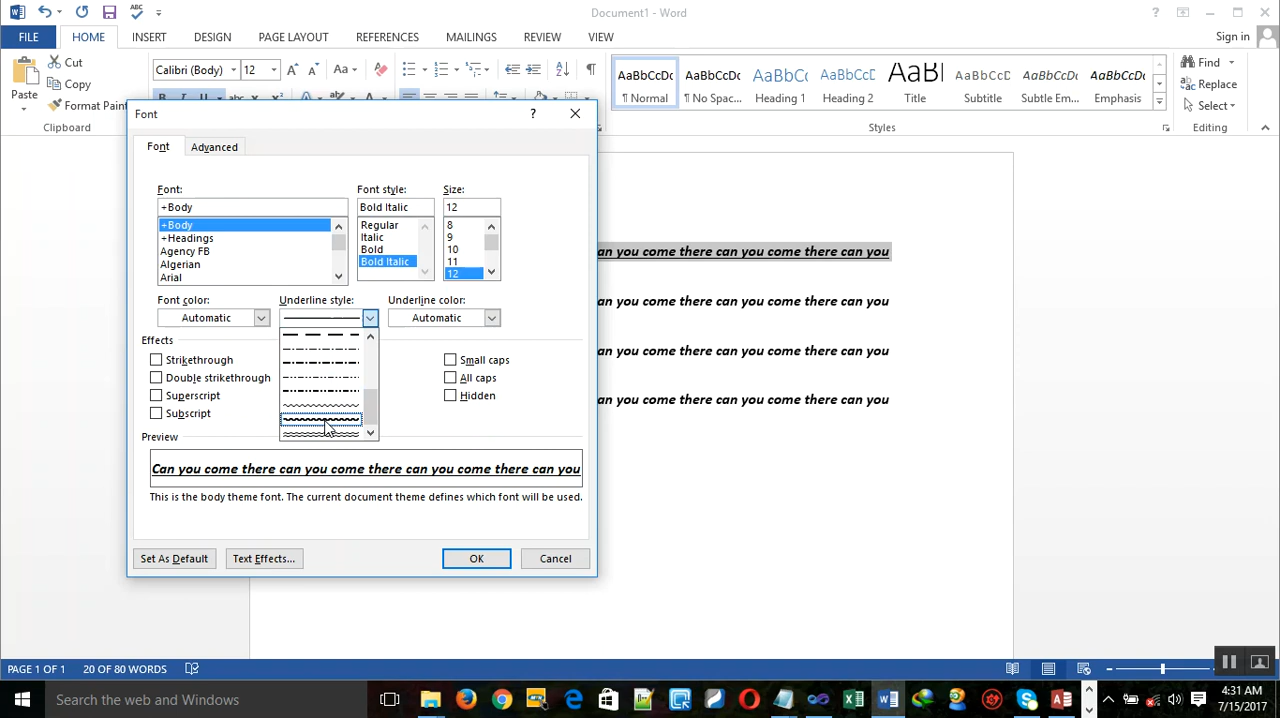 Document1 - Word
FILE HOME INSERT DESIGN PAGE LAYOUT REFERENCES MAILINGS REVIEW VIEW Sign in
Paste
Cut
Copy
Format Pain
Clipboard
Calibri (Body) 12
AaBbCcDc AaBbCcDc AaBbCc AaBbCcC AaBl AaBbCcD AaBbCcDc AaBbCcDc
¶ Normal ¶ No Spac... Heading 1 Heading 2 Title Subtitle Subtle Em... Emphasis
Styles
Find
Replace
Select
Editing
Font
Font Advanced
Font: Font style: Size:
+Body Bold Italic 12
+Body Regular 8
+Headings Italic 9
Agency FB Bold 10
Algerian Bold Italic 11
Arial 12
Font color: Underline style: Underline color:
Automatic Automatic
Effects
Strikethrough Small caps
Double strikethrough All caps
Superscript Hidden
Subscript
Preview
Can you come there can you come there can you come there can you
This is the body theme font. The current document theme defines which font will be used.
Set As Default Text Effects... OK Cancel
an you come there can you come there can you
an you come there can you come there can you
an you come there can you come there can you
an you come there can you come there can you
PAGE 1 OF 1 20 OF 80 WORDS
Search the web and Windows
4:31 AM
7/15/2017